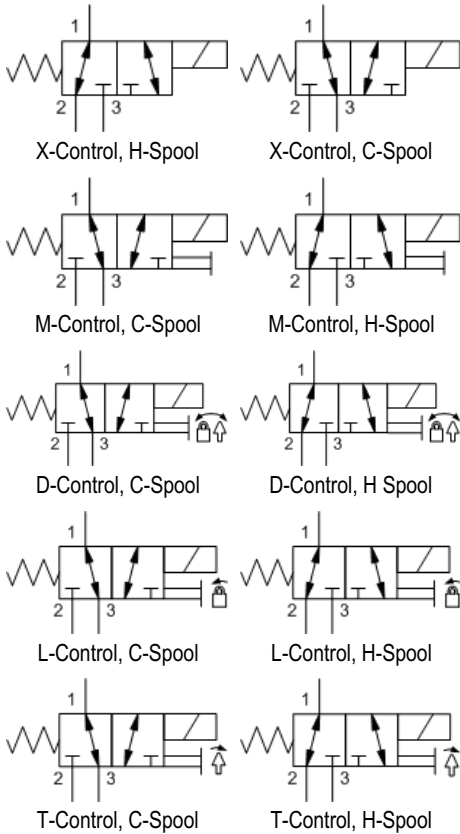 1 1
2 3 2 3
X-Control, H-Spool X-Control, C-Spool
1 1
2 3 2 3
M-Control, C-Spool M-Control, H-Spool
1 1
2 3 2 3
D-Control, C-Spool D-Control, H Spool
1 1
2 3 2 3
L-Control, C-Spool L-Control, H-Spool
1 1
2 3 2 3
T-Control, C-Spool T-Control, H-Spool